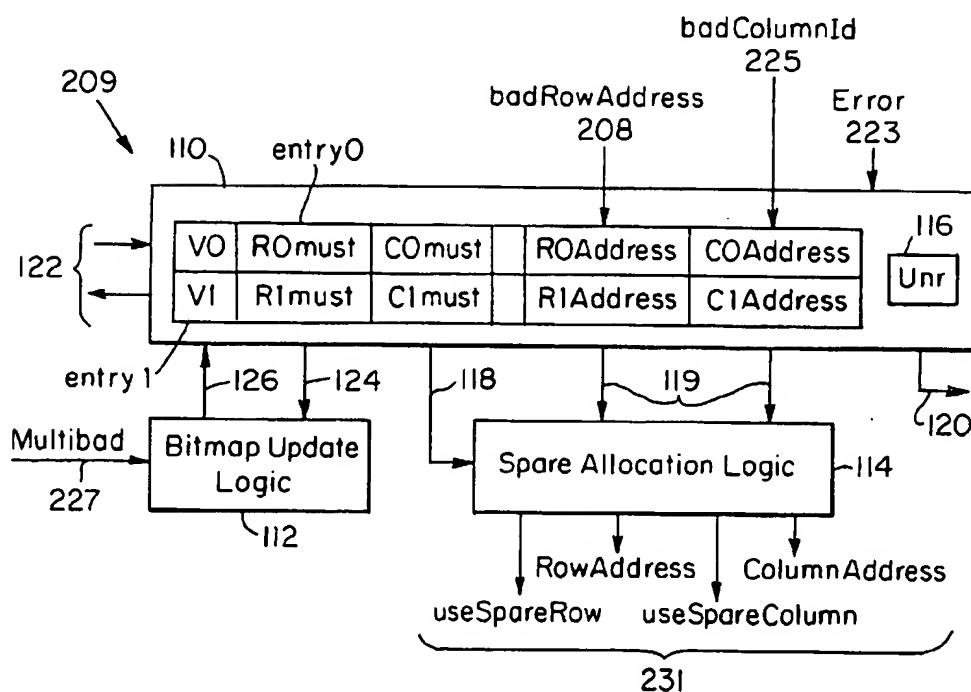 badColumnId
225
209
badRowAddress
208
Error
223
110
entry0
122
V0 R0must C0must R0Address C0Address
V1 R1must C1must R1Address C1Address
116
Unr
entry1
126
124
118
119
120
Multibad
227
Bitmap Update
Logic
112
Spare Allocation Logic
114
RowAddress
ColumnAddress
useSpareRow
useSpareColumn
231